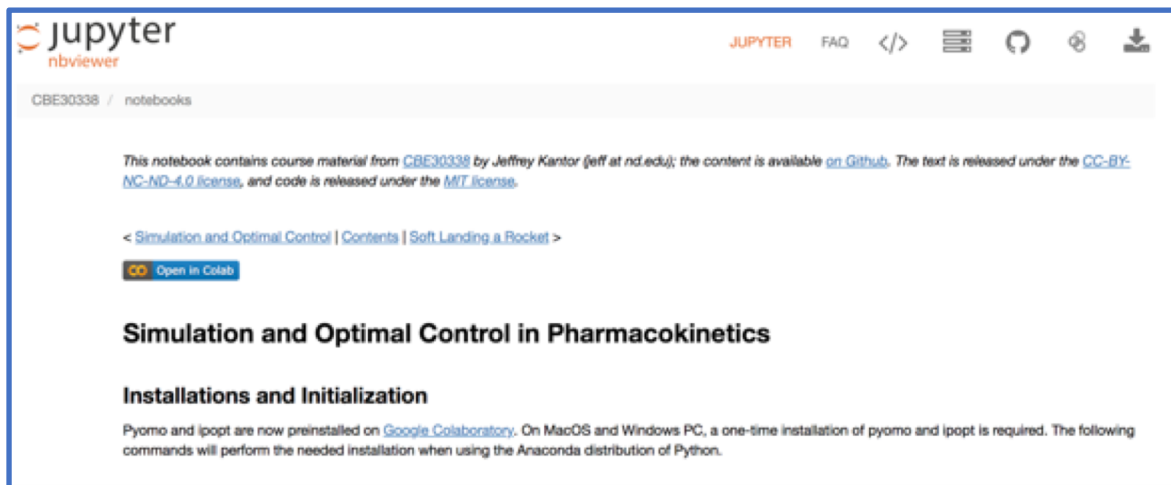 jupyter
nbviewer
JUPYTER FAQ </>
CBE30338 / notebooks
This notebook contains course material from CBE30338 by Jeffrey Kantor (jeff at nd.edu); the content is available on Github. The text is released under the CC-BY-
NC-ND-4.0 license, and code is released under the MIT license.
< Simulation and Optimal Control | Contents | Soft Landing a Rocket >
CO Open in Colab
Simulation and Optimal Control in Pharmacokinetics
Installations and Initialization
Pyomo and ipopt are now preinstalled on Google Colaboratory. On MacOS and Windows PC, a one-time installation of pyomo and ipopt is required. The following
commands will perform the needed installation when using the Anaconda distribution of Python.